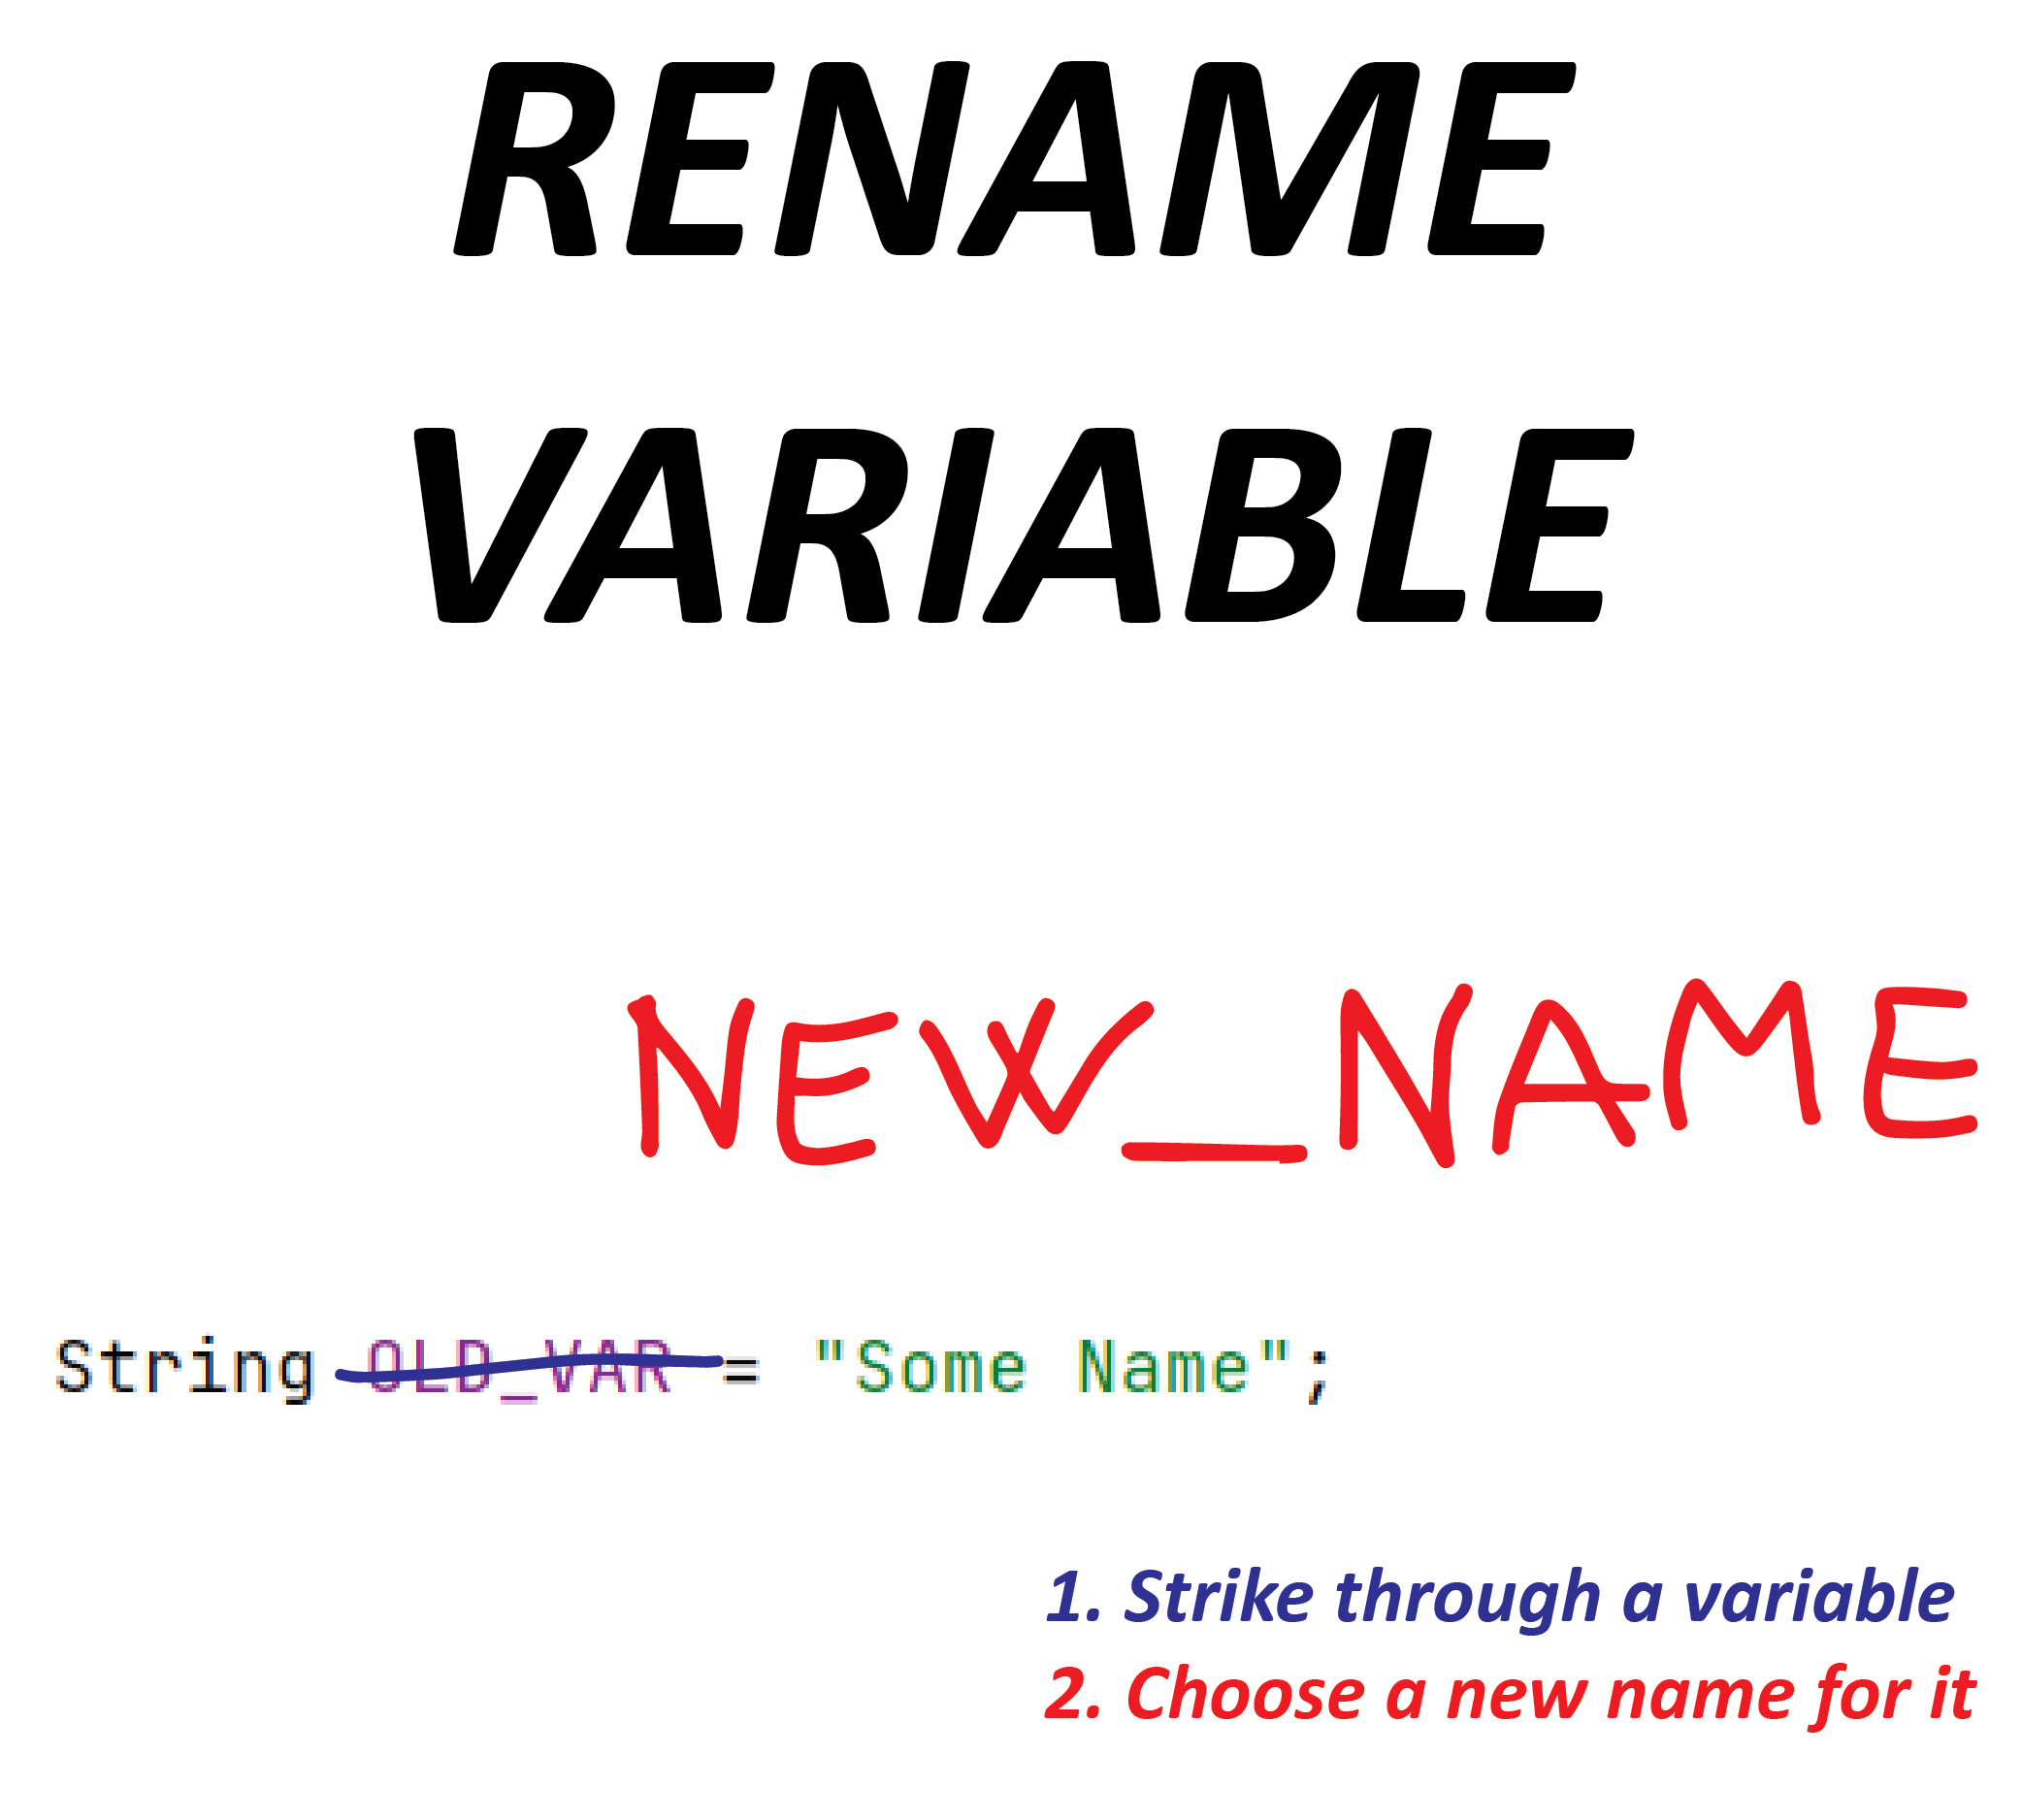 RENAME
VARIABLE
NEW_NAME
String OLD_VAR = "Some Name";
1. Strike through a variable
2. Choose a new name for it